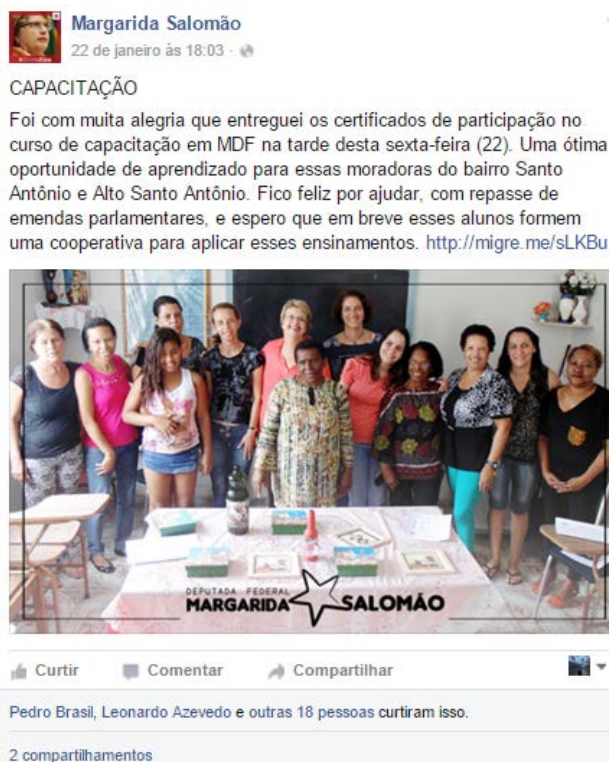 Margarida Salomão
22 de janeiro às 18:03 ·
CAPACITAÇÃO
Foi com muita alegria que entreguei os certificados de participação no
curso de capacitação em MDF na tarde desta sexta-feira (22). Uma ótima
oportunidade de aprendizado para essas moradoras do bairro Santo
Antônio e Alto Santo Antônio. Fico feliz por ajudar, com repasse de
emendas parlamentares, e espero que em breve esses alunos formem
uma cooperativa para aplicar esses ensinamentos. http://migre.me/sLKBu
DEPUTADA FEDERAL
MARGARIDA SALOMÃO
Curtir Comentar Compartilhar
Pedro Brasil, Leonardo Azevedo e outras 18 pessoas curtiram isso.
2 compartilhamentos